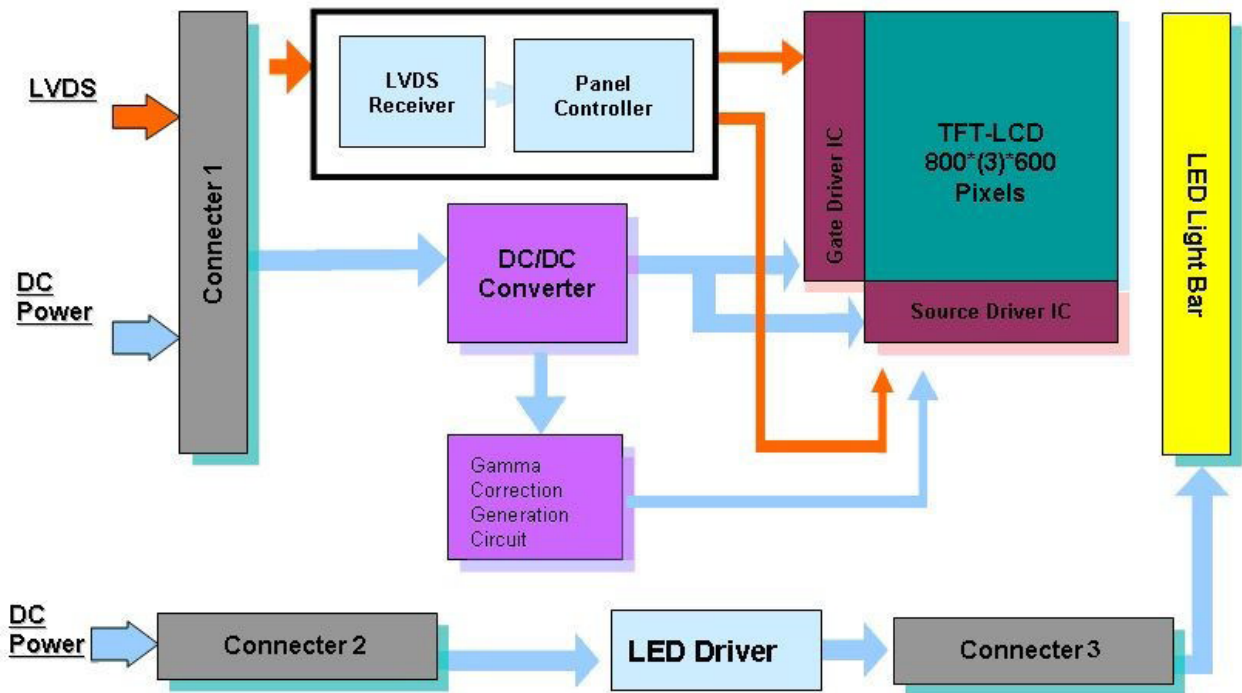 LVDS
DC
Power
Connecter 1
LVDS
Receiver
Panel
Controller
DC/DC
Converter
Gamma
Correction
Generation
Circuit
Gate Driver IC
TFT-LCD
800*(3)*600
Pixels
Source Driver IC
LED Light Bar
DC
Power
Connecter 2
LED Driver
Connecter 3